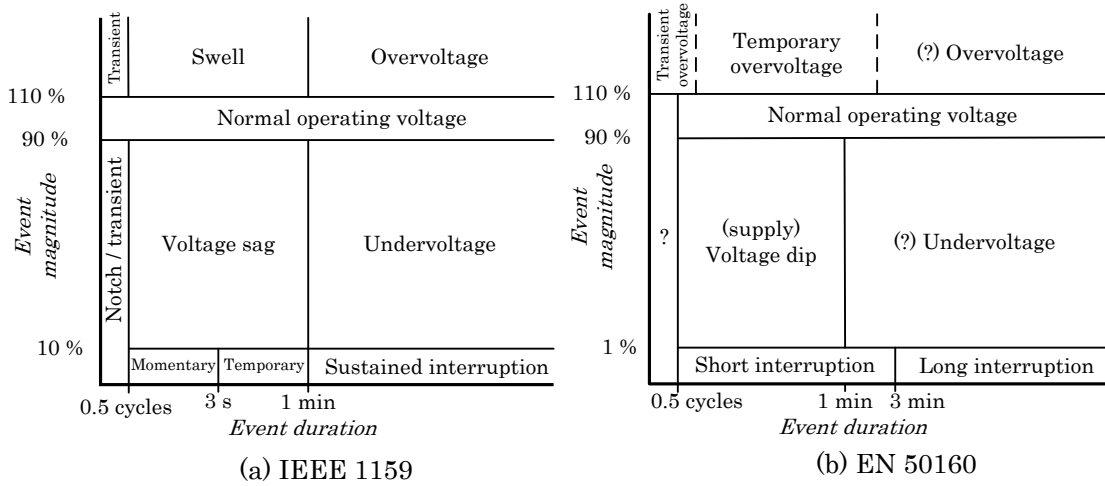 Transient
Swell
Overvoltage
110 %
Normal operating voltage
90 %
Event
magnitude
Notch / transient
Voltage sag
Undervoltage
10 %
Momentary
Temporary
Sustained interruption
0.5 cycles
3 s
1 min
Event duration
(a) IEEE 1159
Transient
overvoltage
Temporary
overvoltage
(?) Overvoltage
110 %
Normal operating voltage
90 %
Event
magnitude
?
(supply)
Voltage dip
(?) Undervoltage
1 %
Short interruption
Long interruption
0.5 cycles
1 min
3 min
Event duration
(b) EN 50160